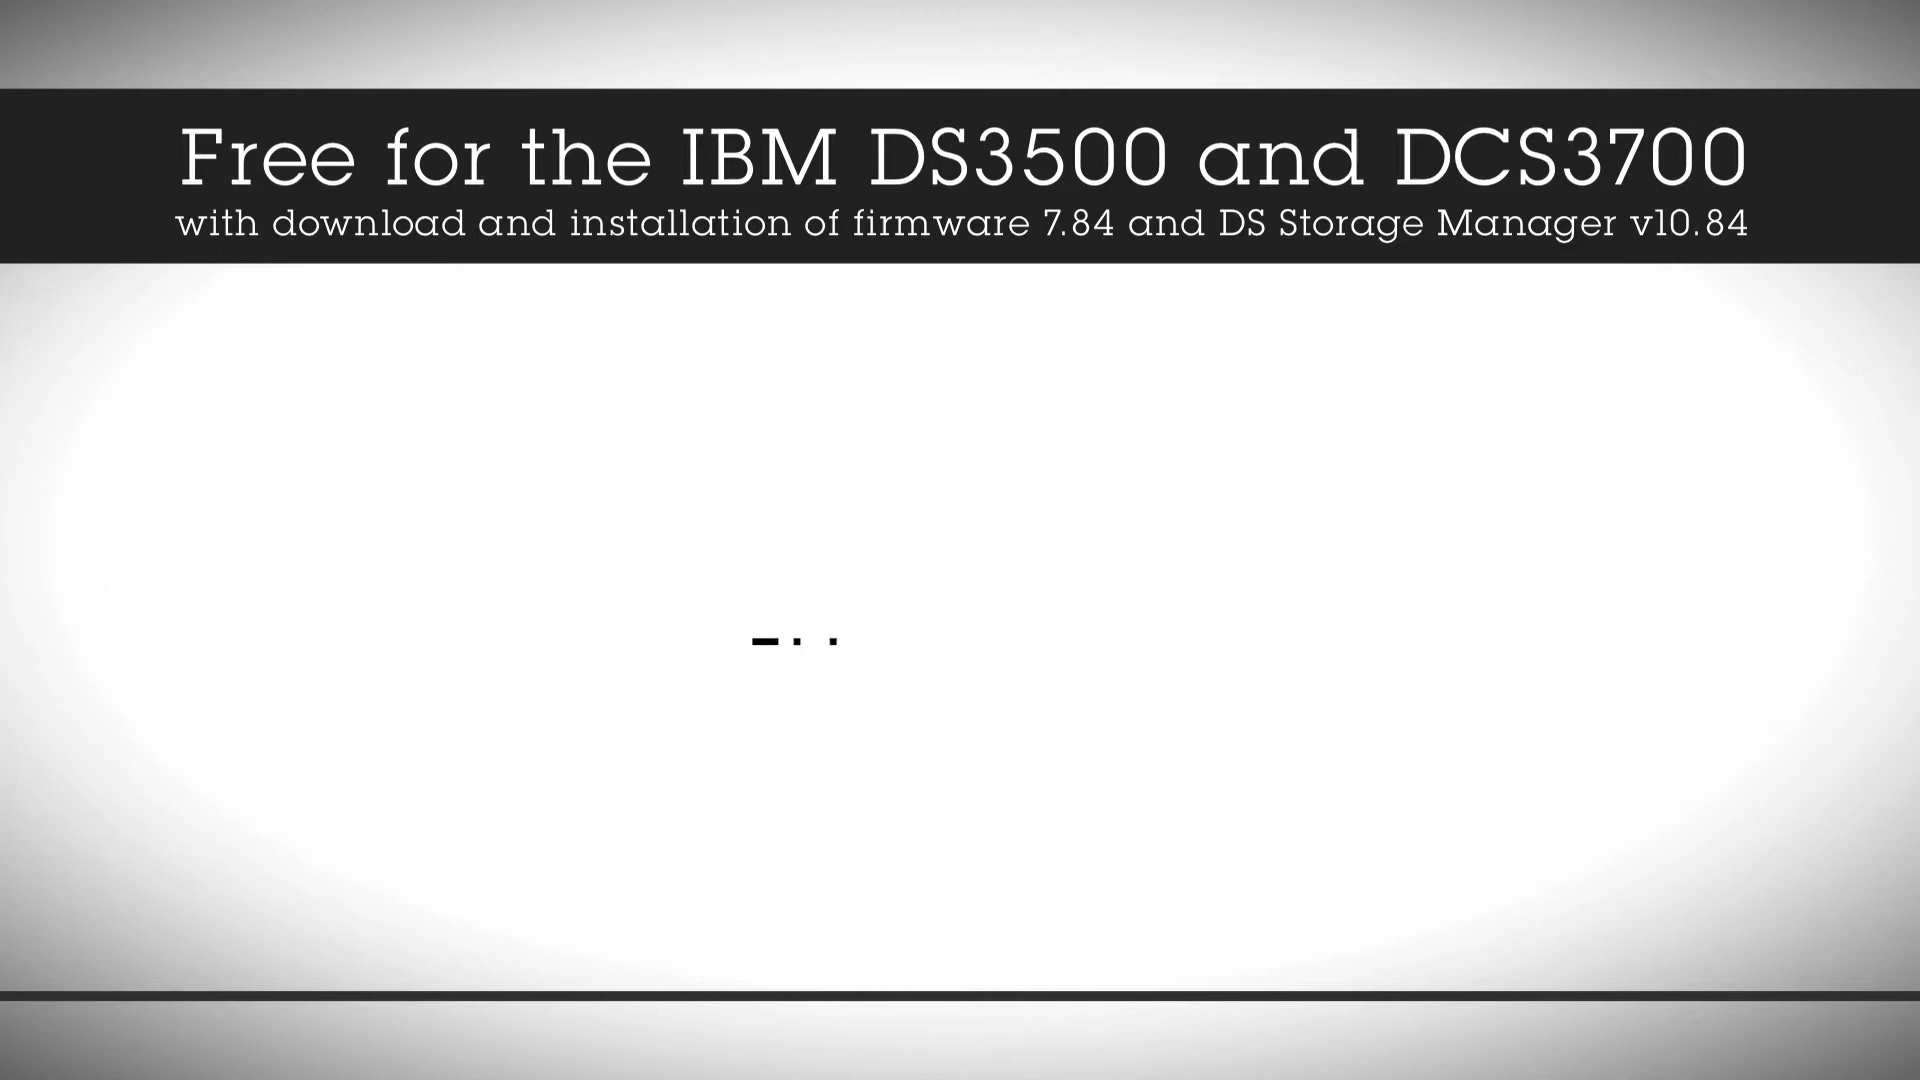 Free for the IBM DS3500 and DCS3700
with download and installation of firmware 7.84 and DS Storage Manager v10.84